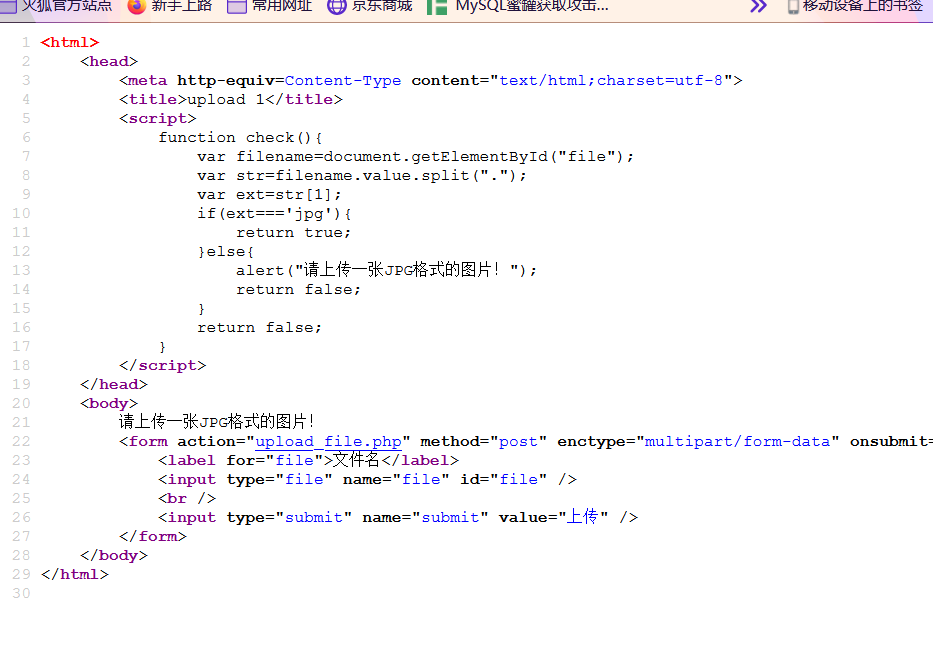 火狐官方站点 新手上路 常用网址 京东商城 MySQL蜜罐获取攻击... 移动设备上的书签
1 <html>
2 <head>
3 <meta http-equiv=Content-Type content="text/html;charset=utf-8">
4 <title>upload 1</title>
5 <script>
6 function check(){
7 var filename=document.getElementById("file");
8 var str=filename.value.split(".");
9 var ext=str[1];
10 if(ext==='jpg'){
11 return true;
12 }else{
13 alert("请上传一张JPG格式的图片！");
14 return false;
15 }
16 return false;
17 }
18 </script>
19 </head>
20 <body>
21 请上传一张JPG格式的图片！
22 <form action="upload_file.php" method="post" enctype="multipart/form-data" onsubmit=
23 <label for="file">文件名</label>
24 <input type="file" name="file" id="file" />
25 <br />
26 <input type="submit" name="submit" value="上传" />
27 </form>
28 </body>
29 </html>
30